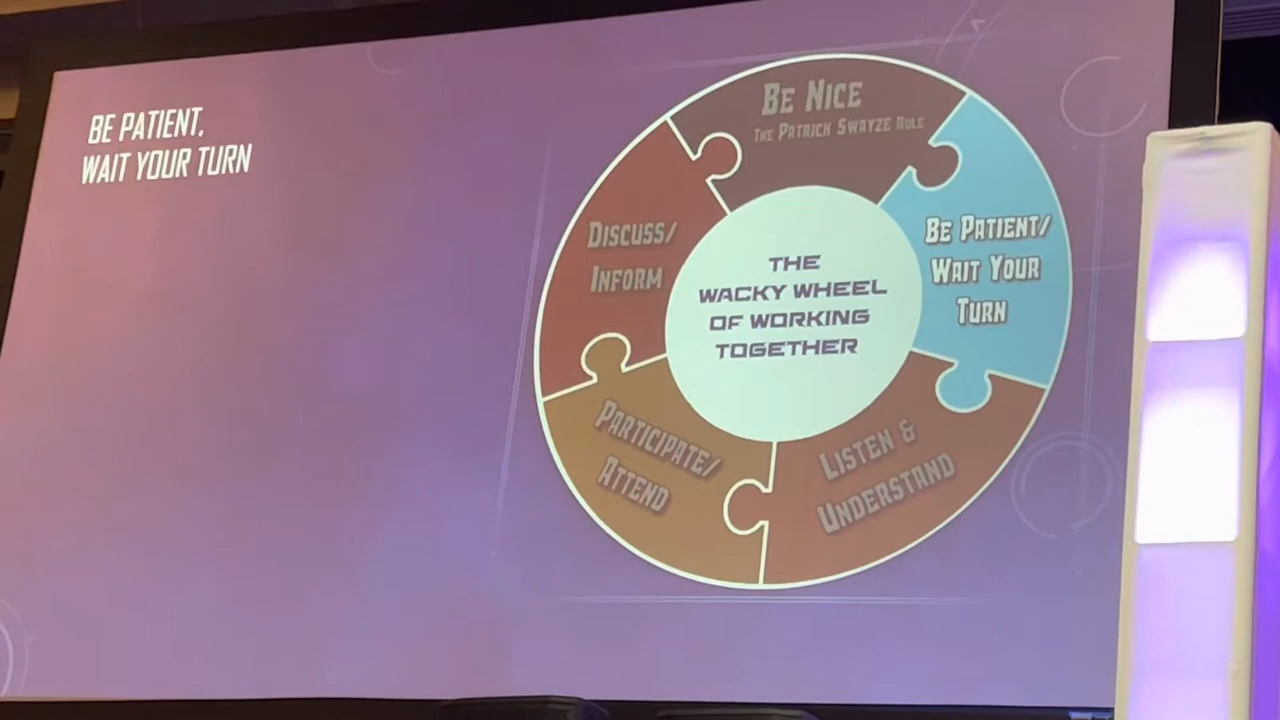 BE PATIENT,
WAIT YOUR TURN
BE NICE
THE PATRICK SWAYZE RULE
BE PATIENT/
WAIT YOUR
TURN
LISTEN &
UNDERSTAND
PARTICIPATE/
ATTEND
DISCUSS/
INFORM
THE
WACKY WHEEL
OF WORKING
TOGETHER